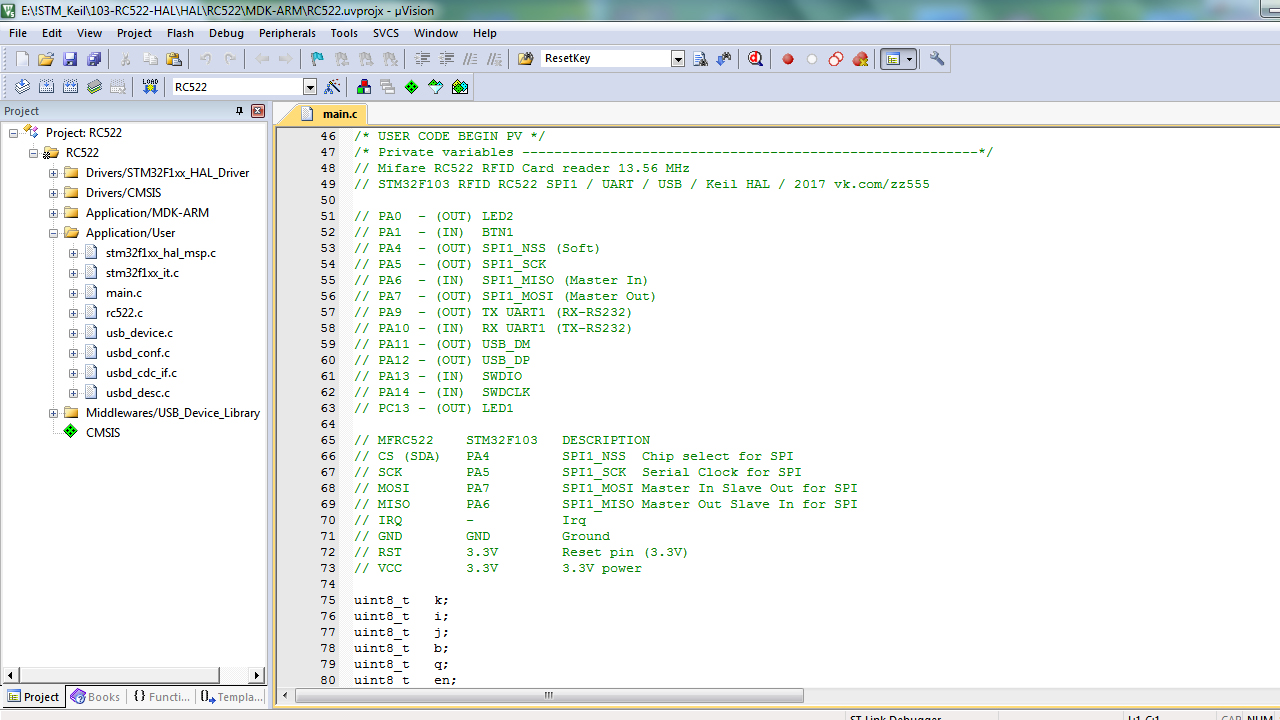 E:\!STM_Keil\103-RC522-HAL\HAL\RC522\MDK-ARM\RC522.uvprojx - µVision
File Edit View Project Flash Debug Peripherals Tools SVCS Window Help
ResetKey
LOAD RC522
Project
main.c
Project: RC522
RC522
Drivers/STM32F1xx_HAL_Driver
Drivers/CMSIS
Application/MDK-ARM
Application/User
stm32f1xx_hal_msp.c
stm32f1xx_it.c
main.c
rc522.c
usb_device.c
usbd_conf.c
usbd_cdc_if.c
usbd_desc.c
Middlewares/USB_Device_Library
CMSIS
46 /* USER CODE BEGIN PV */
47 /* Private variables ---------------------------------------------------------*/
48 // Mifare RC522 RFID Card reader 13.56 MHz
49 // STM32F103 RFID RC522 SPI1 / UART / USB / Keil HAL / 2017 vk.com/zz555
50
51 // PA0  - (OUT) LED2
52 // PA1  - (IN)  BTN1
53 // PA4  - (OUT) SPI1_NSS (Soft)
54 // PA5  - (OUT) SPI1_SCK
55 // PA6  - (IN)  SPI1_MISO (Master In)
56 // PA7  - (OUT) SPI1_MOSI (Master Out)
57 // PA9  - (OUT) TX UART1 (RX-RS232)
58 // PA10 - (IN)  RX UART1 (TX-RS232)
59 // PA11 - (OUT) USB_DM
60 // PA12 - (OUT) USB_DP
61 // PA13 - (IN)  SWDIO
62 // PA14 - (IN)  SWDCLK
63 // PC13 - (OUT) LED1
64
65 // MFRC522    STM32F103   DESCRIPTION
66 // CS (SDA)   PA4         SPI1_NSS  Chip select for SPI
67 // SCK        PA5         SPI1_SCK  Serial Clock for SPI
68 // MOSI       PA7         SPI1_MOSI Master In Slave Out for SPI
69 // MISO       PA6         SPI1_MISO Master Out Slave In for SPI
70 // IRQ        -           Irq
71 // GND        GND         Ground
72 // RST        3.3V        Reset pin (3.3V)
73 // VCC        3.3V        3.3V power
74
75 uint8_t   k;
76 uint8_t   i;
77 uint8_t   j;
78 uint8_t   b;
79 uint8_t   q;
80 uint8_t   en;
Project Books {} Functi... Templa...
ST-Link Debugger L:1 C:1 CAP NUM